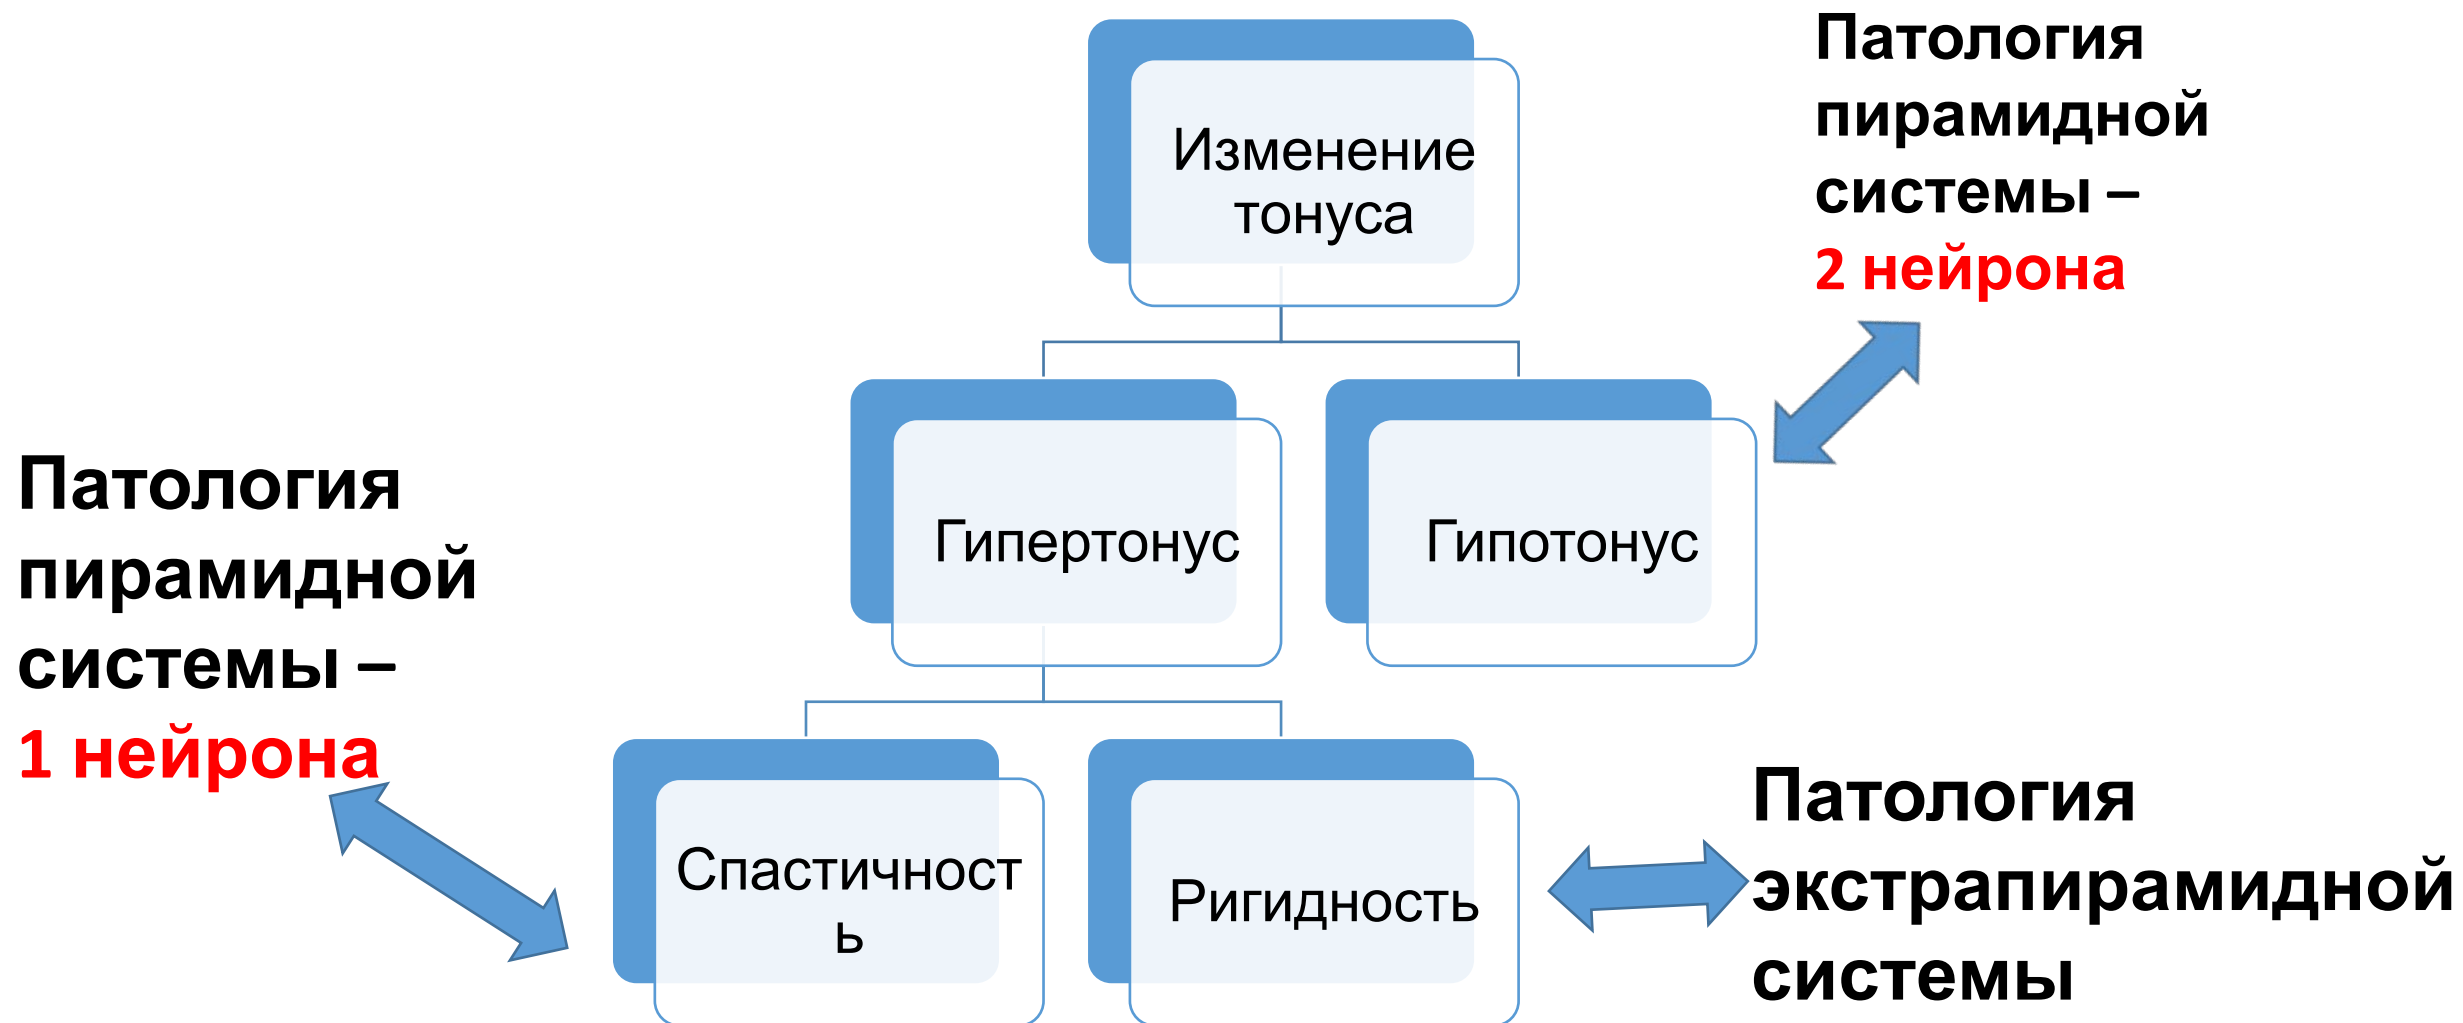 Изменение
тонуса
Патология
пирамидной
системы –
2 нейрона
Гипертонус
Гипотонус
Патология
пирамидной
системы –
1 нейрона
Спастичност
ь
Ригидность
Патология
экстрапирамидной
системы